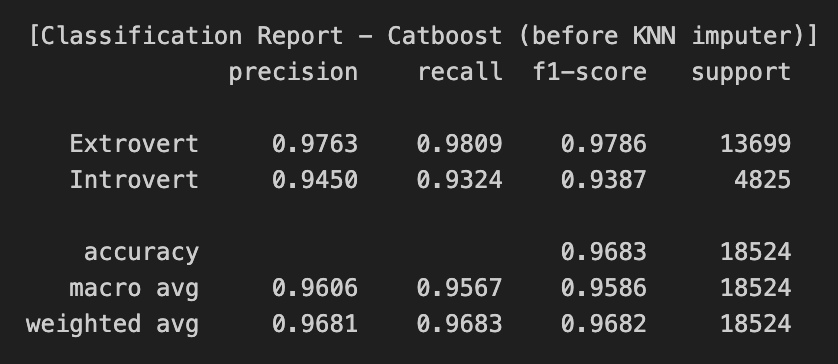 [Classification Report - Catboost (before KNN imputer)]
precision recall f1-score support
Extrovert 0.9763 0.9809 0.9786 13699
Introvert 0.9450 0.9324 0.9387 4825
accuracy 0.9683 18524
macro avg 0.9606 0.9567 0.9586 18524
weighted avg 0.9681 0.9683 0.9682 18524